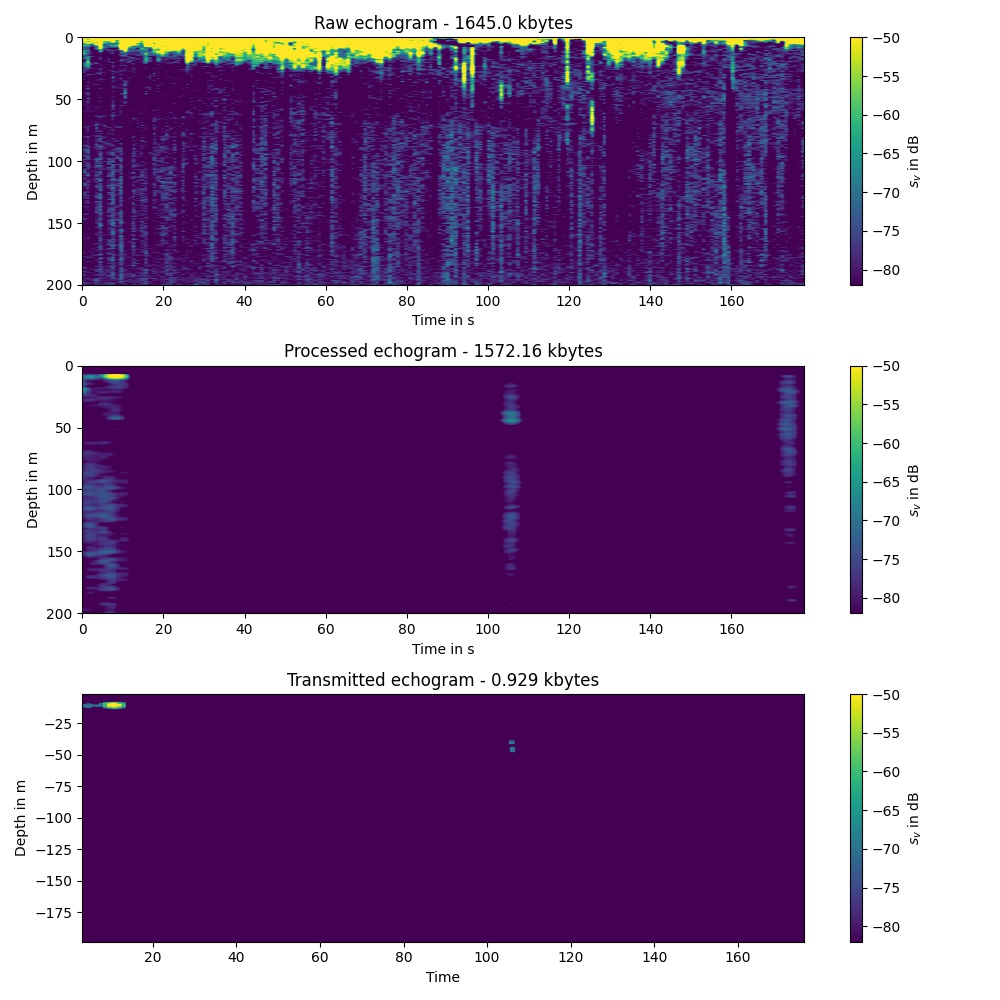 Raw echogram - 1645.0 kbytes
0
50
100
150
200
Depth in m
0 20 40 60 80 100 120 140 160
Time in s
−50
−55
−60
−65
−70
−75
−80
sv in dB
Processed echogram - 1572.16 kbytes
0
50
100
150
200
Depth in m
0 20 40 60 80 100 120 140 160
Time in s
−50
−55
−60
−65
−70
−75
−80
sv in dB
Transmitted echogram - 0.929 kbytes
−25
−50
−75
−100
−125
−150
−175
Depth in m
20 40 60 80 100 120 140 160
Time
−50
−55
−60
−65
−70
−75
−80
sv in dB